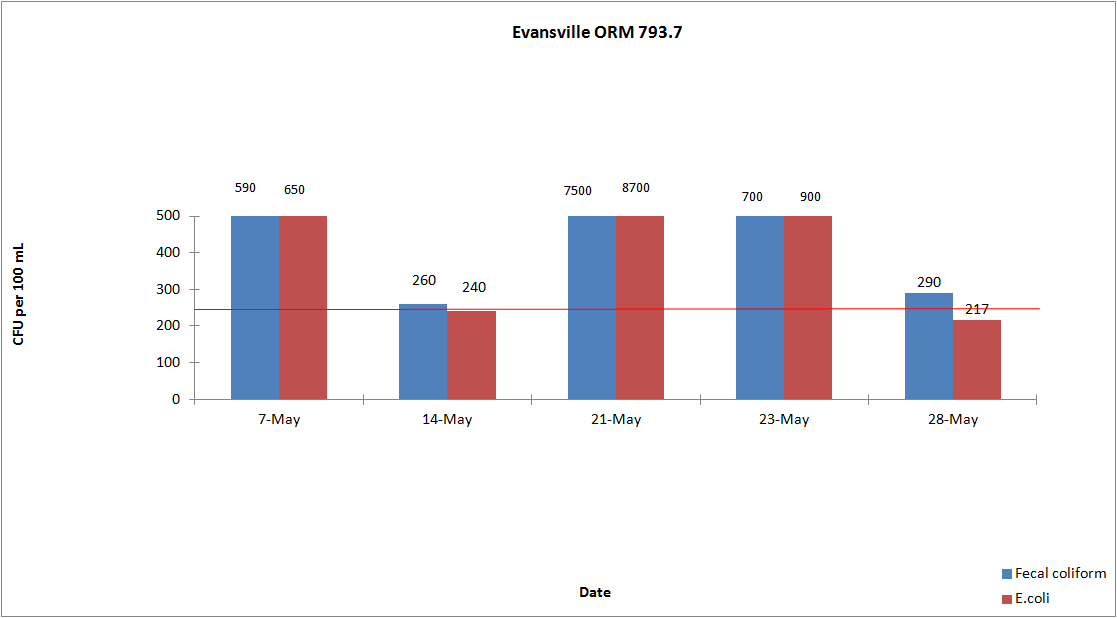 Evansville ORM 793.7
590 650 7500 8700 700 900
500
400
300
200
100
0
260 240 290 217
CFU per 100 mL
7-May 14-May 21-May 23-May 28-May
Date
Fecal coliform
E.coli